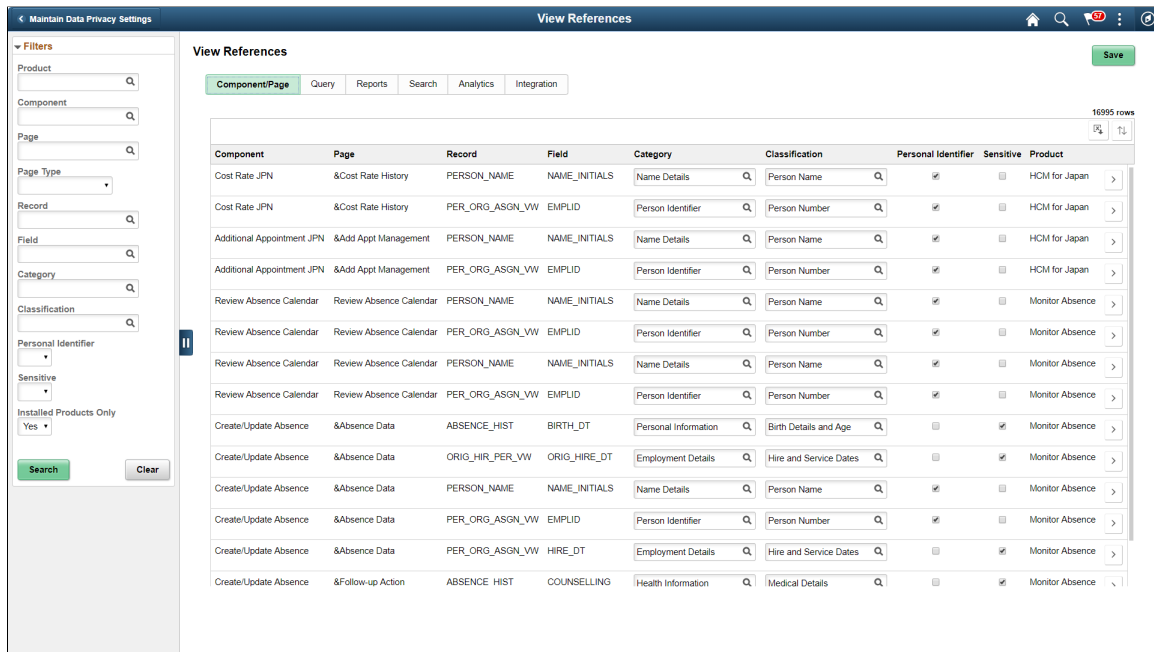 Maintain Data Privacy Settings
View References
57
Filters
Product
Component
Page
Page Type
Record
Field
Category
Classification
Personal Identifier
Sensitive
Installed Products Only
Yes
Search Clear
View References
Save
Component/Page Query Reports Search Analytics Integration
16995 rows
Component Page Record Field Category Classification Personal Identifier Sensitive Product
Cost Rate JPN &Cost Rate History PERSON_NAME NAME_INITIALS Name Details Person Name HCM for Japan
Cost Rate JPN &Cost Rate History PER_ORG_ASGN_VW EMPLID Person Identifier Person Number HCM for Japan
Additional Appointment JPN &Add Appt Management PERSON_NAME NAME_INITIALS Name Details Person Name HCM for Japan
Additional Appointment JPN &Add Appt Management PER_ORG_ASGN_VW EMPLID Person Identifier Person Number HCM for Japan
Review Absence Calendar Review Absence Calendar PERSON_NAME NAME_INITIALS Name Details Person Name Monitor Absence
Review Absence Calendar Review Absence Calendar PER_ORG_ASGN_VW EMPLID Person Identifier Person Number Monitor Absence
Review Absence Calendar Review Absence Calendar PERSON_NAME NAME_INITIALS Name Details Person Name Monitor Absence
Review Absence Calendar Review Absence Calendar PER_ORG_ASGN_VW EMPLID Person Identifier Person Number Monitor Absence
Create/Update Absence &Absence Data ABSENCE_HIST BIRTH_DT Personal Information Birth Details and Age Monitor Absence
Create/Update Absence &Absence Data ORIG_HIR_PER_VW ORIG_HIRE_DT Employment Details Hire and Service Dates Monitor Absence
Create/Update Absence &Absence Data PERSON_NAME NAME_INITIALS Name Details Person Name Monitor Absence
Create/Update Absence &Absence Data PER_ORG_ASGN_VW EMPLID Person Identifier Person Number Monitor Absence
Create/Update Absence &Absence Data PER_ORG_ASGN_VW HIRE_DT Employment Details Hire and Service Dates Monitor Absence
Create/Update Absence &Follow-up Action ABSENCE_HIST COUNSELLING Health Information Medical Details Monitor Absence